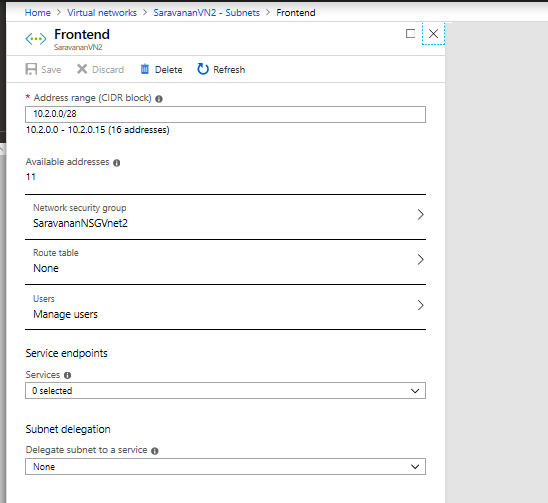 Home > Virtual networks > SaravananVN2 - Subnets > Frontend
Frontend
SaravananVN2
Save Discard Delete Refresh
* Address range (CIDR block)
10.2.0.0/28
10.2.0.0 - 10.2.0.15 (16 addresses)
Available addresses
11
Network security group
SaravananNSGVnet2
Route table
None
Users
Manage users
Service endpoints
Services
0 selected
Subnet delegation
Delegate subnet to a service
None